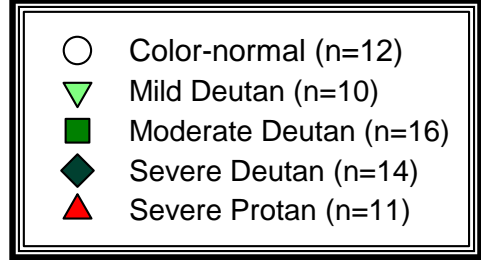 Color-normal (n=12)
Mild Deutan (n=10)
Moderate Deutan (n=16)
Severe Deutan (n=14)
Severe Protan (n=11)